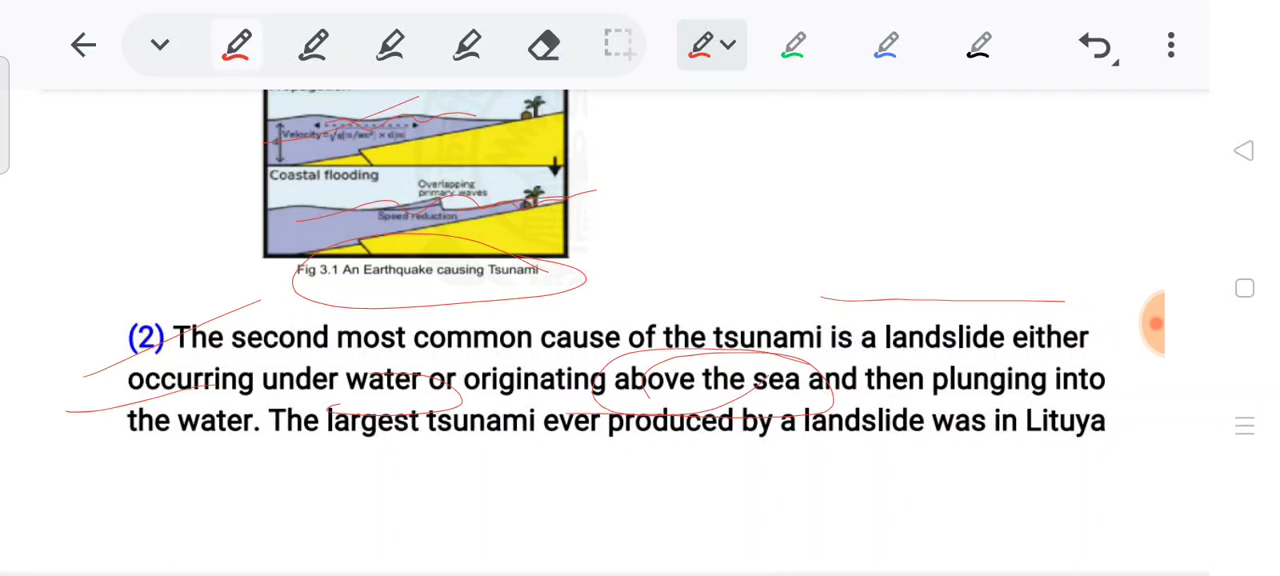 Propagation
Velocity=√g[m/sec²] × d[m]
Coastal flooding
Overlapping
primary waves
Speed reduction
Fig 3.1 An Earthquake causing Tsunami
(2) The second most common cause of the tsunami is a landslide either
occurring under water or originating above the sea and then plunging into
the water. The largest tsunami ever produced by a landslide was in Lituya